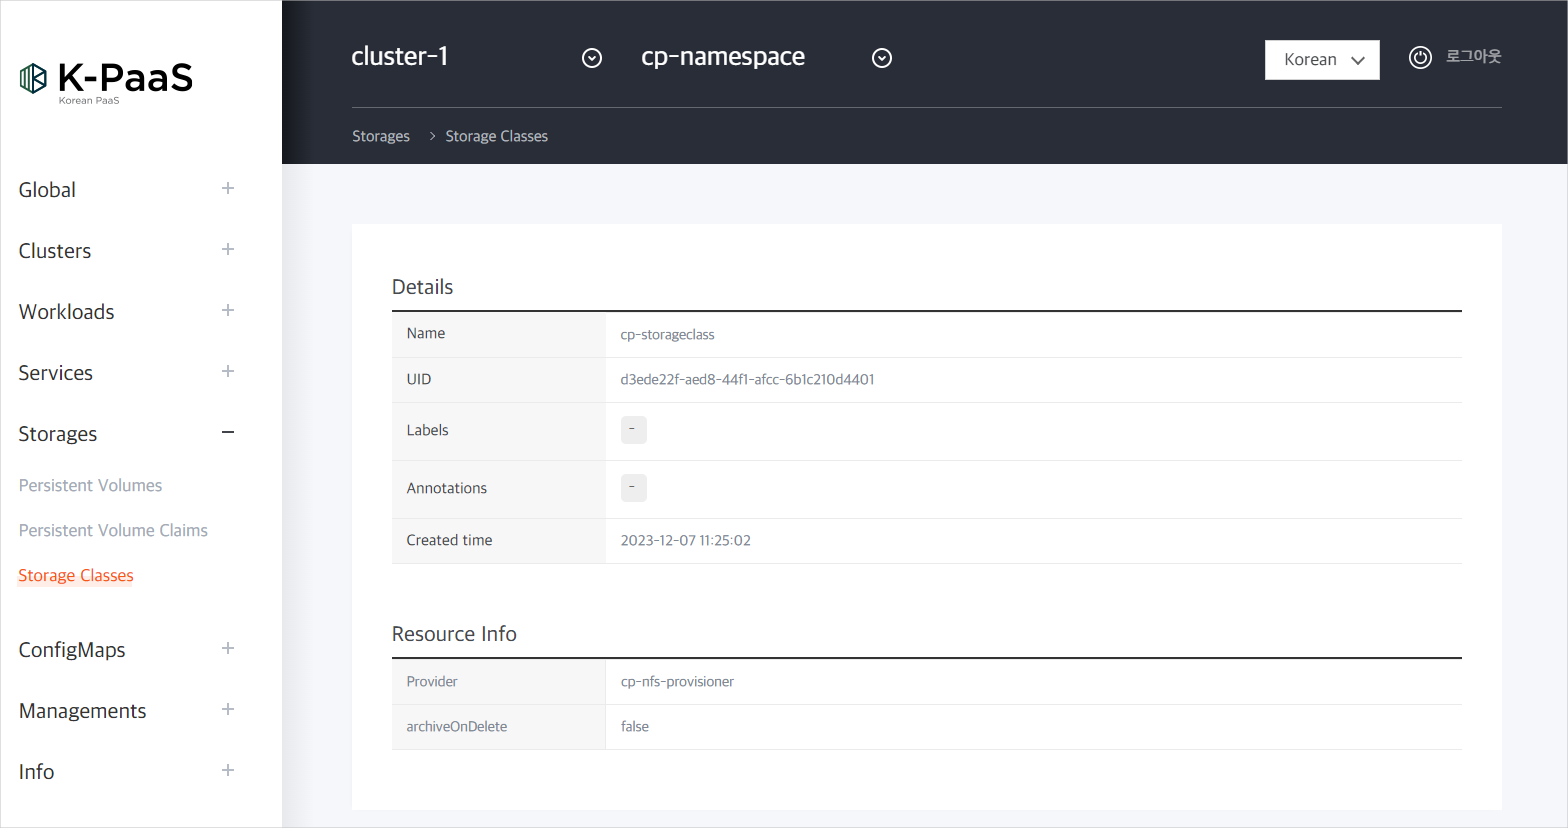 K-PaaS
Korean PaaS
Global
Clusters
Workloads
Services
Storages
Persistent Volumes
Persistent Volume Claims
Storage Classes
ConfigMaps
Managements
Info
cluster-1 cp-namespace Korean 로그아웃
Storages > Storage Classes
Details
Name cp-storageclass
UID d3ede22f-aed8-44f1-afcc-6b1c210d4401
Labels -
Annotations -
Created time 2023-12-07 11:25:02
Resource Info
Provider cp-nfs-provisioner
archiveOnDelete false